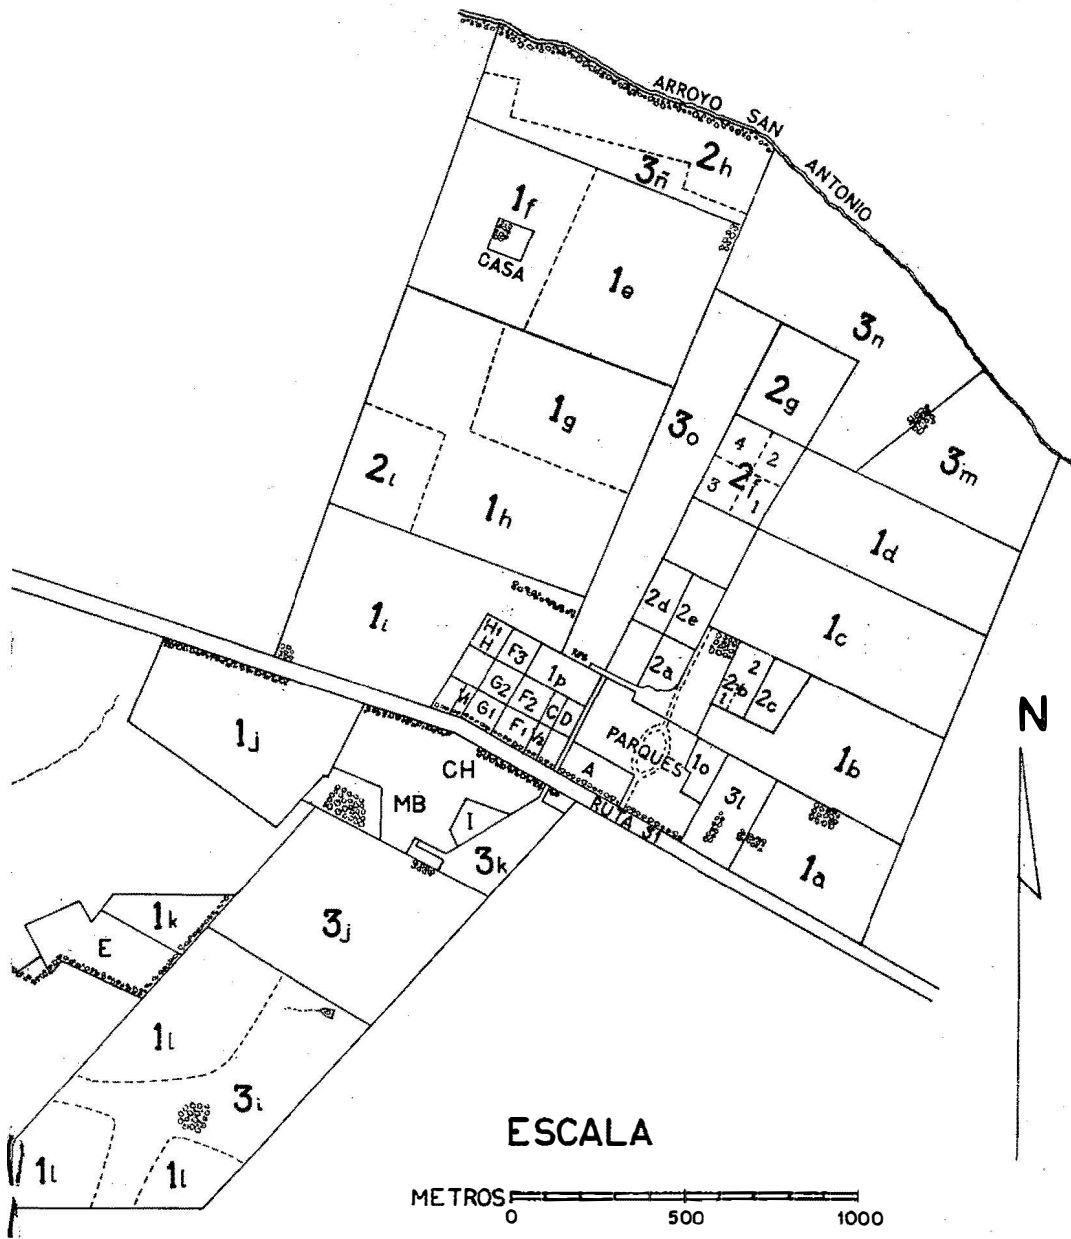 ARROYO SAN ANTONIO
2h
3ñ
1f
CASA
1e
3n
2g
1g
3o
4
2
2f
3
1
3m
2l
1h
1d
2d
2e
1c
1i
H1
H
F3
1p
2a
2
2b
1
2c
G2
F2
C
D
V1
G1
F1
V2
PARQUES
1o
1b
1j
A
CH
RUTA 31
3l
MB
I
3k
1a
N
1k
E
3j
1l
3i
1l
1l
ESCALA
METROS
0
500
1000